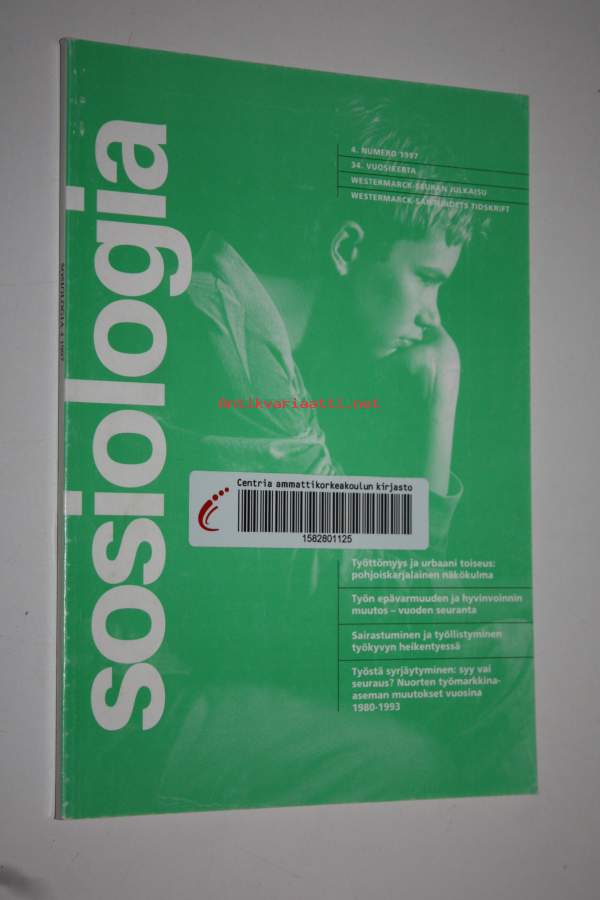 sosiologia
4. NUMERO 1997
34. VUOSIKERTA
WESTERMARCK-SEURAN JULKAISU
WESTERMARCK-SAMFUNDETS TIDSKRIFT
Antikvariaatti.net
Centria ammattikorkeakoulun kirjasto
1582801125
Työttömyys ja urbaani toiseus:
pohjoiskarjalainen näkökulma
Työn epävarmuuden ja hyvinvoinnin
muutos – vuoden seuranta
Sairastuminen ja työllistyminen
työkyvyn heikentyessä
Työstä syrjäytyminen: syy vai
seuraus? Nuorten työmarkkina-
aseman muutokset vuosina
1980-1993